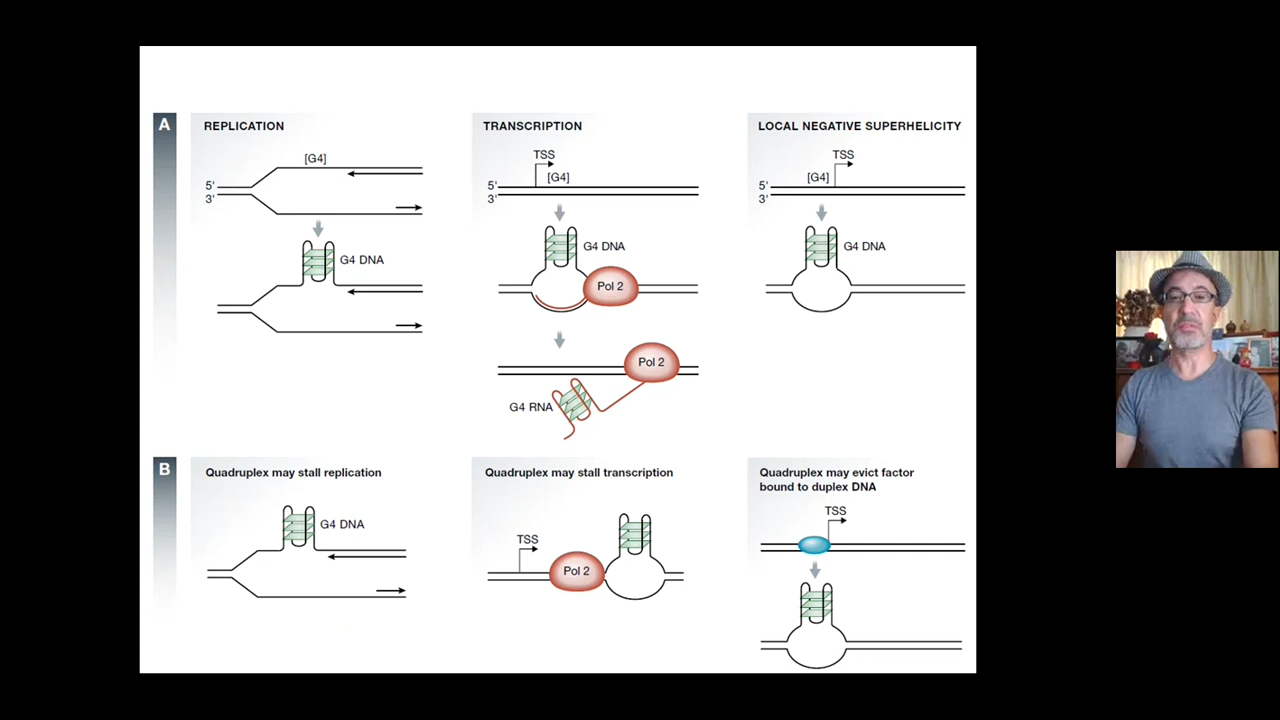 A
REPLICATION
[G4]
5'
3'
G4 DNA
TRANSCRIPTION
TSS
[G4]
5'
3'
G4 DNA
Pol 2
Pol 2
G4 RNA
LOCAL NEGATIVE SUPERHELICITY
TSS
[G4]
5'
3'
G4 DNA
B
Quadruplex may stall replication
G4 DNA
Quadruplex may stall transcription
TSS
Pol 2
Quadruplex may evict factor
bound to duplex DNA
TSS